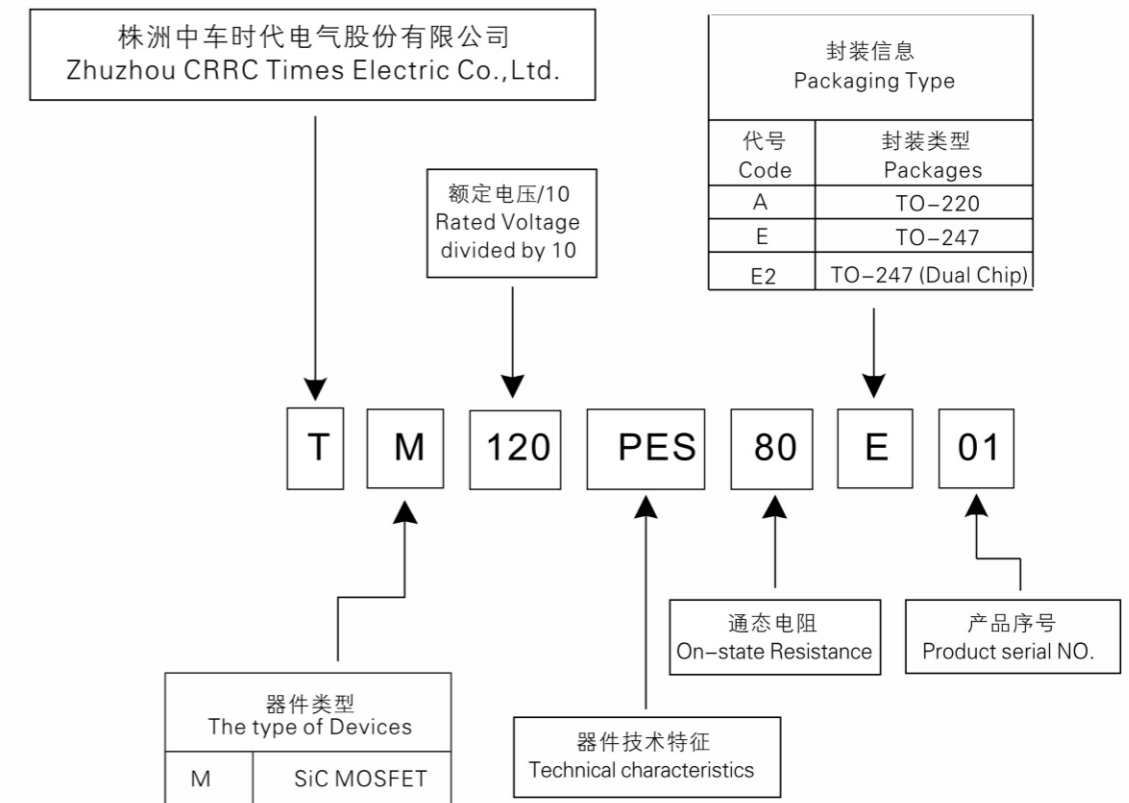 株洲中车时代电气股份有限公司
Zhuzhou CRRC Times Electric Co.,Ltd.
封装信息
Packaging Type
代号 封装类型
Code Packages
A TO-220
E TO-247
E2 TO-247 (Dual Chip)
额定电压/10
Rated Voltage
divided by 10
T M 120 PES 80 E 01
通态电阻
On-state Resistance
产品序号
Product serial NO.
器件类型
The type of Devices
M SiC MOSFET
器件技术特征
Technical characteristics